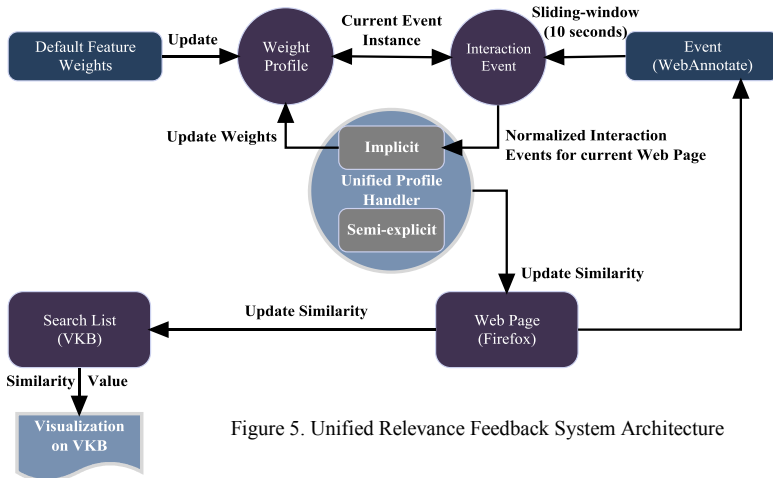 Default Feature
Weights
Update
Weight
Profile
Current Event
Instance
Interaction
Event
Sliding-window
(10 seconds)
Event
(WebAnnotate)
Update Weights
Implicit
Unified Profile
Handler
Semi-explicit
Normalized Interaction
Events for current Web Page
Update Similarity
Search List
(VKB)
Update Similarity
Web Page
(Firefox)
Similarity Value
Visualization
on VKB
Figure 5. Unified Relevance Feedback System Architecture